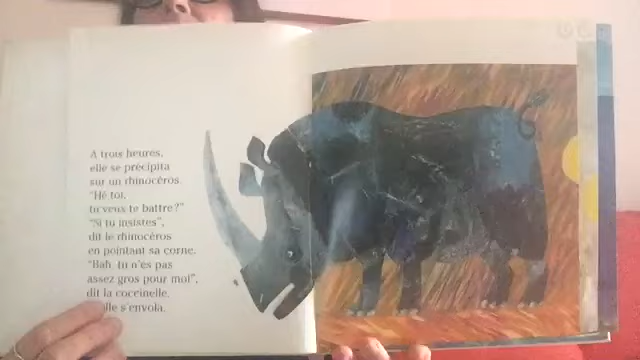 A trois heures,
elle se précipita
sur un rhinocéros.
"Hé toi,
tu veux te battre?"
"Si tu insistes",
dit le rhinocéros
en pointant sa corne.
"Bah, tu n'es pas
assez gros pour moi",
dit la coccinelle.
elle s'envola.